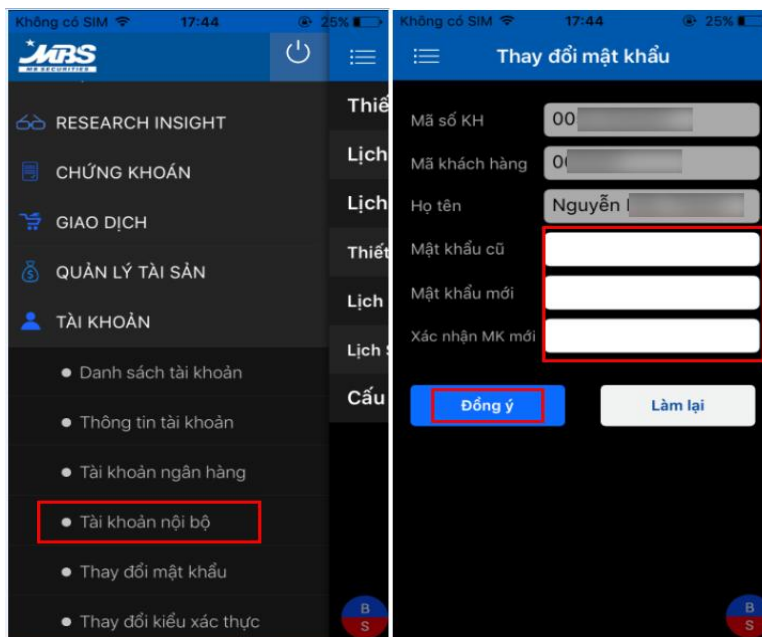 Không có SIM 17:44 25%
MBS
MB SECURITIES
RESEARCH INSIGHT
CHỨNG KHOÁN
GIAO DỊCH
QUẢN LÝ TÀI SẢN
TÀI KHOẢN
Danh sách tài khoản
Thông tin tài khoản
Tài khoản ngân hàng
Tài khoản nội bộ
Thay đổi mật khẩu
Thay đổi kiểu xác thực
Lịch
Lịch
Thiết
Lịch
Lịch
Cấu
B
S
Không có SIM 17:44 25%
Thay đổi mật khẩu
Mã số KH 00
Mã khách hàng
Họ tên Nguyễn
Mật khẩu cũ
Mật khẩu mới
Xác nhận MK mới
Đồng ý Làm lại
B
S